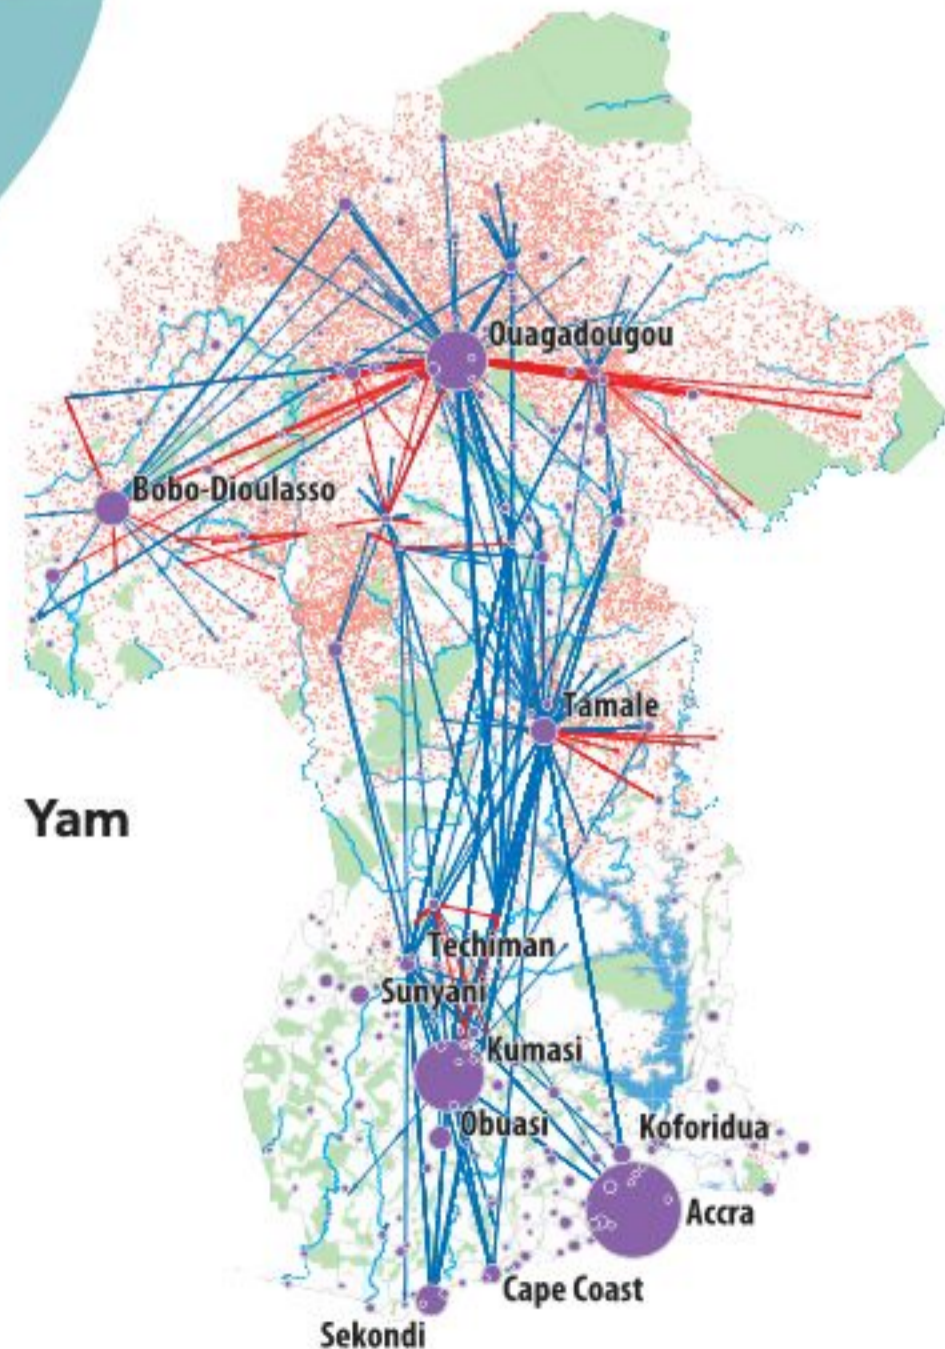 Ouagadougou
Bobo-Dioulasso
Tamale
Yam
Techiman
Sunyani
Kumasi
Obuasi
Koforidua
Accra
Cape Coast
Sekondi